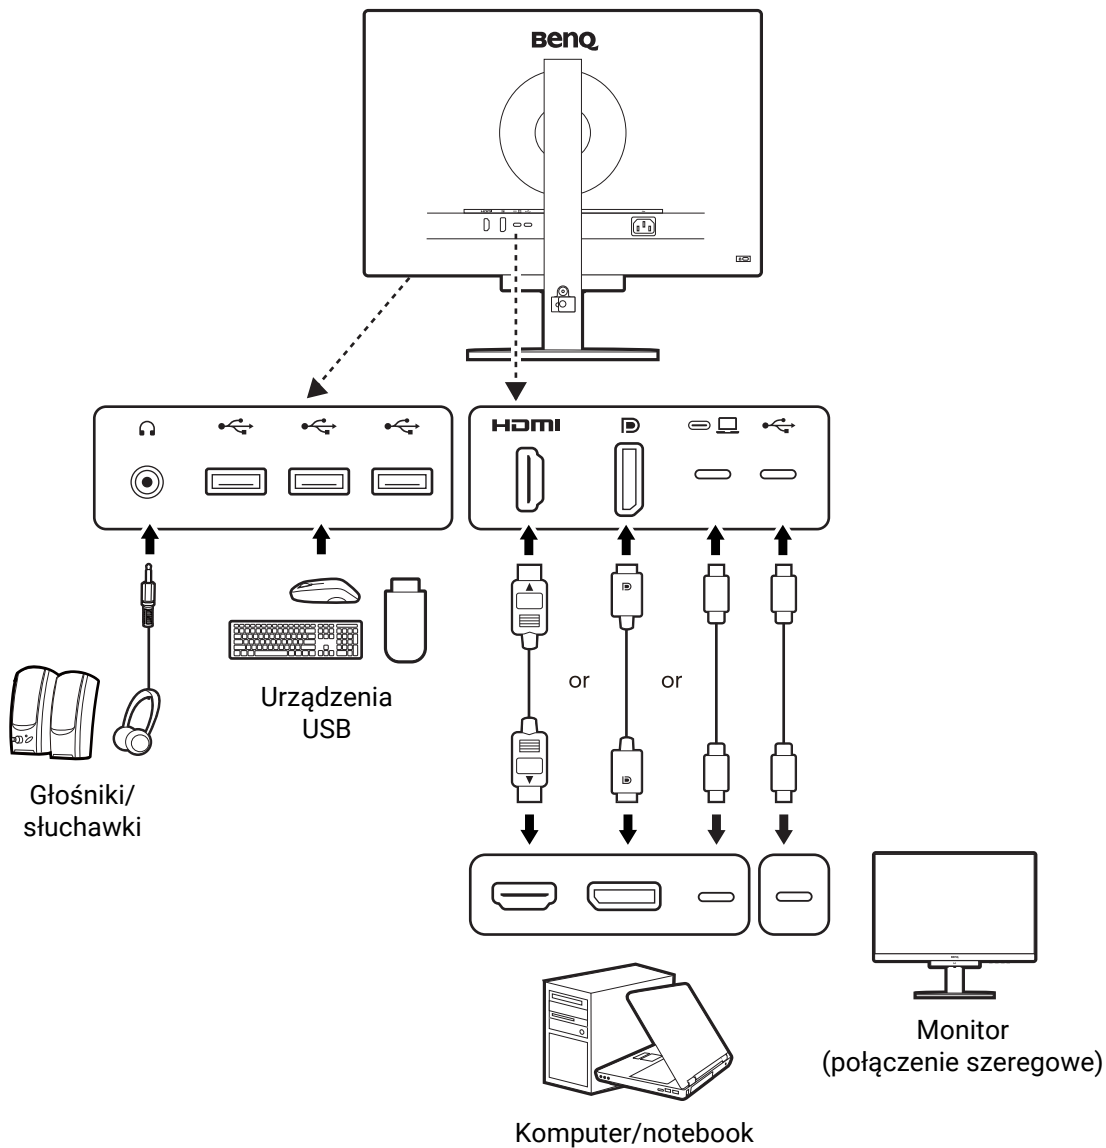 BenQ
HDMI
or
or
Urządzenia
USB
Głośniki/
słuchawki
Monitor
(połączenie szeregowe)
Komputer/notebook